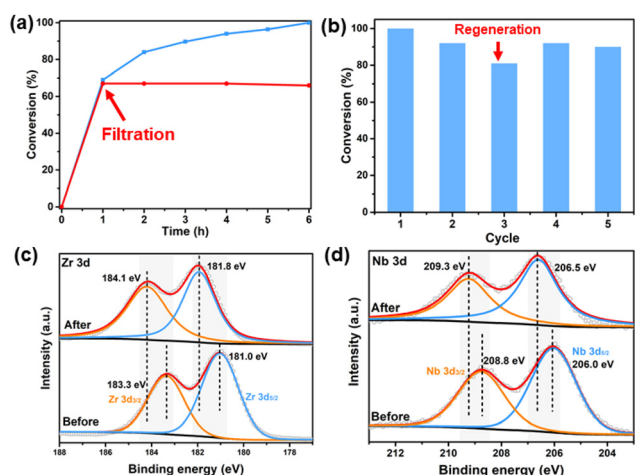 (a)
100
80
60
40
20
0
Conversion (%)
Filtration
0 1 2 3 4 5 6
Time (h)
(b)
100
80
60
40
20
0
Conversion (%)
Regeneration
1 2 3 4 5
Cycle
(c)
Zr 3d
184.1 eV
181.8 eV
After
183.3 eV
181.0 eV
Zr 3d3/2
Zr 3d5/2
Before
Intensity (a.u.)
188 186 184 182 180 178
Binding energy (eV)
(d)
Nb 3d
209.3 eV
206.5 eV
After
Nb 3d3/2
208.8 eV
Nb 3d5/2
206.0 eV
Before
Intensity (a.u.)
212 210 208 206 204
Binding energy (eV)